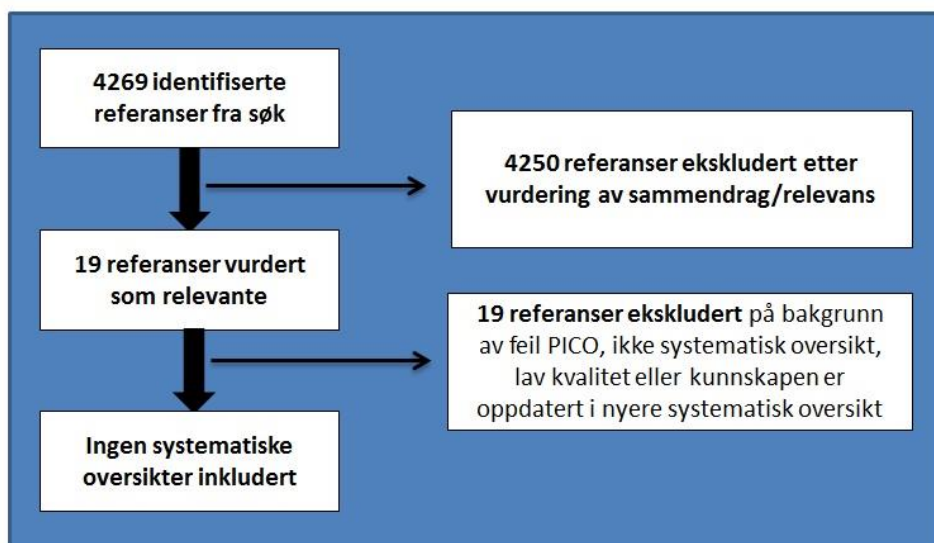 4269 identifiserte
referanser fra søk
4250 referanser ekskludert etter
vurdering av sammendrag/relevans
19 referanser vurdert
som relevante
19 referanser ekskludert på bakgrunn
av feil PICO, ikke systematisk oversikt,
lav kvalitet eller kunnskapen er
oppdatert i nyere systematisk oversikt
Ingen systematiske
oversikter inkludert